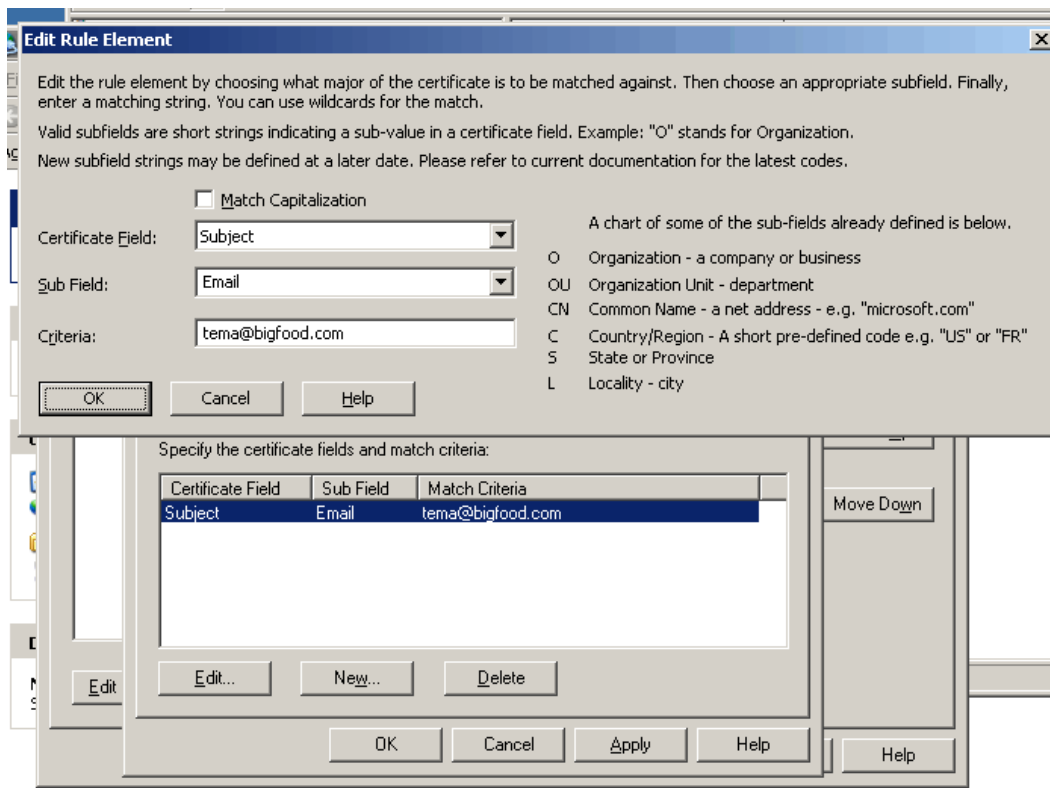 Edit Rule Element
Edit the rule element by choosing what major of the certificate is to be matched against. Then choose an appropriate subfield. Finally,
enter a matching string. You can use wildcards for the match.
Valid subfields are short strings indicating a sub-value in a certificate field. Example: "O" stands for Organization.
New subfield strings may be defined at a later date. Please refer to current documentation for the latest codes.
Match Capitalization
A chart of some of the sub-fields already defined is below.
Certificate Field: Subject
O Organization - a company or business
Sub Field: Email
OU Organization Unit - department
CN Common Name - a net address - e.g. "microsoft.com"
Criteria: tema@bigfood.com
C Country/Region - A short pre-defined code e.g. "US" or "FR"
S State or Province
L Locality - city
OK Cancel Help
Specify the certificate fields and match criteria:
Certificate Field Sub Field Match Criteria
Subject Email tema@bigfood.com
Move Down
Edit... New... Delete
Edit
OK Cancel Apply Help
Help